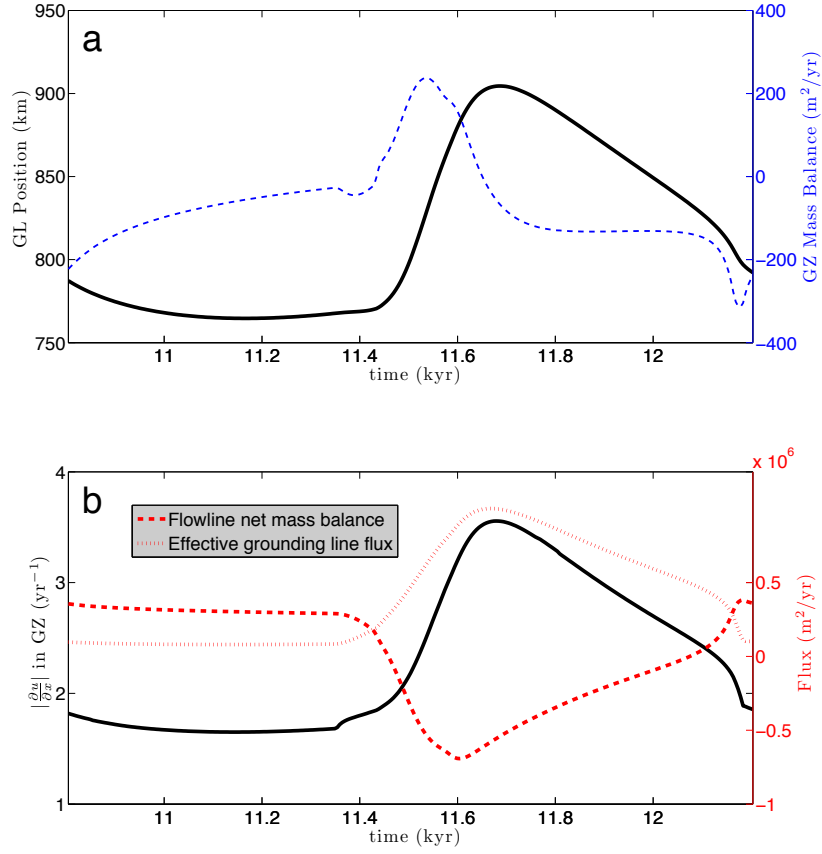 a
950
900
850
800
750
GL Position (km)
400
200
0
−200
−400
GZ Mass Balance (m²/yr)
11
11.2
11.4
11.6
11.8
12
time (kyr)
b
x 10⁶
4
3
2
1
|∂u/∂x| in GZ (yr⁻¹)
Flowline net mass balance
Effective grounding line flux
0.5
0
−0.5
−1
Flux (m²/yr)
11
11.2
11.4
11.6
11.8
12
time (kyr)